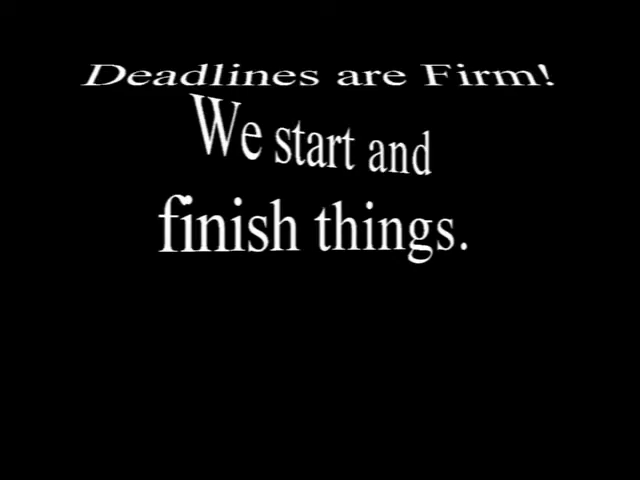 Deadlines are Firm!
We start and
finish things.